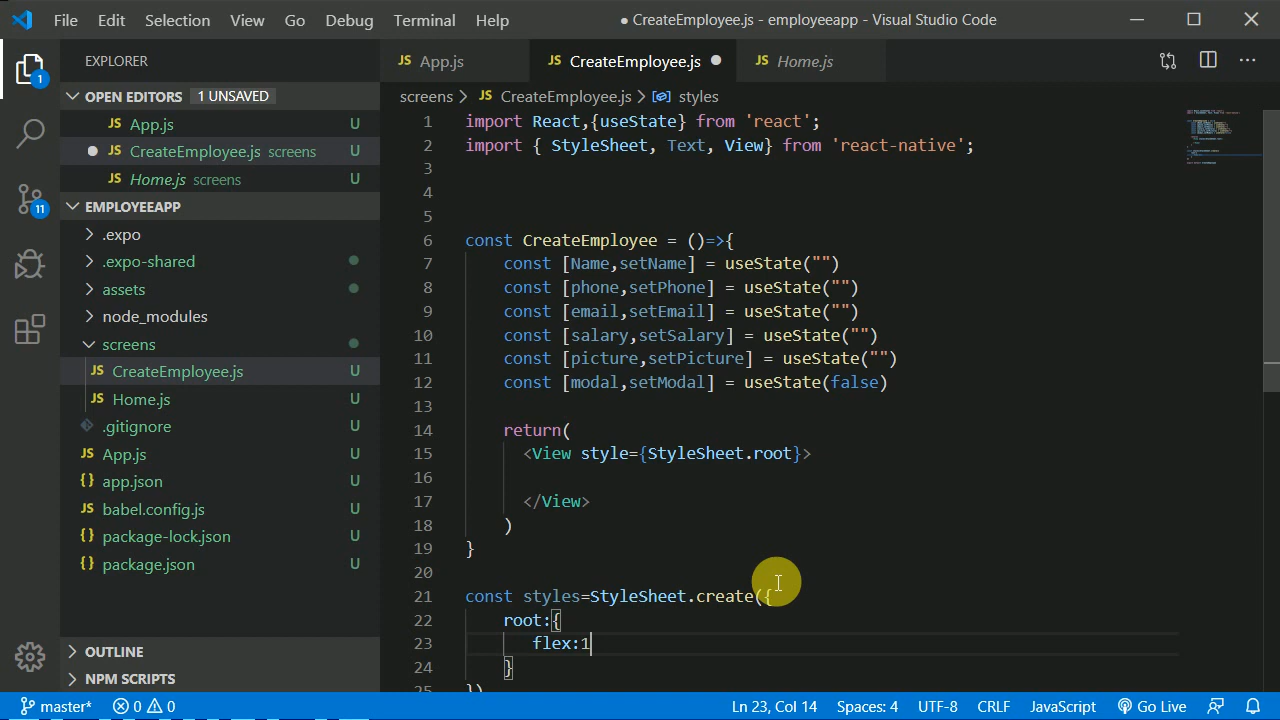 File Edit Selection View Go Debug Terminal Help
● CreateEmployee.js - employeeapp - Visual Studio Code
EXPLORER
OPEN EDITORS 1 UNSAVED
JS App.js U
● JS CreateEmployee.js screens U
JS Home.js screens U
EMPLOYEEAPP
.expo
.expo-shared
assets
node_modules
screens
JS CreateEmployee.js U
JS Home.js U
.gitignore U
JS App.js U
{} app.json U
JS babel.config.js U
{} package-lock.json U
{} package.json U
OUTLINE
NPM SCRIPTS
1
11
JS App.js
JS CreateEmployee.js ●
JS Home.js
screens > JS CreateEmployee.js > styles
1 import React,{useState} from 'react';
2 import { StyleSheet, Text, View} from 'react-native';
3
4
5
6 const CreateEmployee = ()=>{
7 const [Name,setName] = useState("")
8 const [phone,setPhone] = useState("")
9 const [email,setEmail] = useState("")
10 const [salary,setSalary] = useState("")
11 const [picture,setPicture] = useState("")
12 const [modal,setModal] = useState(false)
13
14 return(
15 <View style={StyleSheet.root}>
16
17 </View>
18 )
19 }
20
21 const styles=StyleSheet.create({
22 root:{
23 flex:1
24 }
25 })
master* 0 0
Ln 23, Col 14 Spaces: 4 UTF-8 CRLF JavaScript Go Live